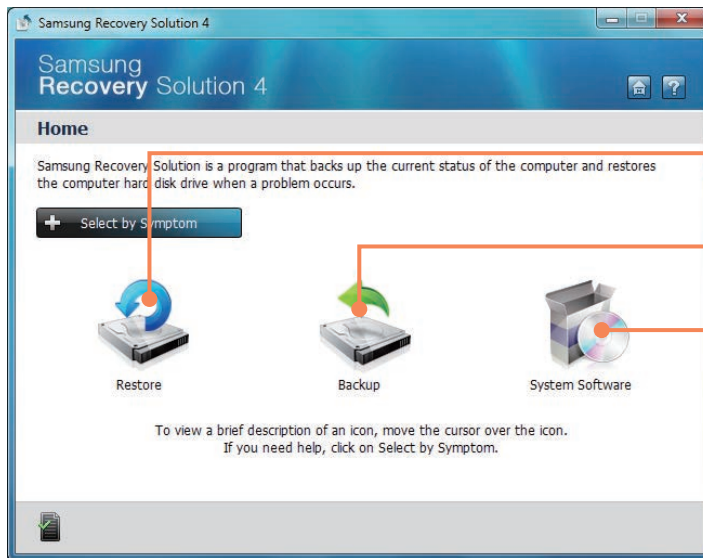 Samsung Recovery Solution 4
Samsung
Recovery Solution 4
Home
Samsung Recovery Solution is a program that backs up the current status of the computer and restores
the computer hard disk drive when a problem occurs.
Select by Symptom
Restore
Backup
System Software
To view a brief description of an icon, move the cursor over the icon.
If you need help, click on Select by Symptom.